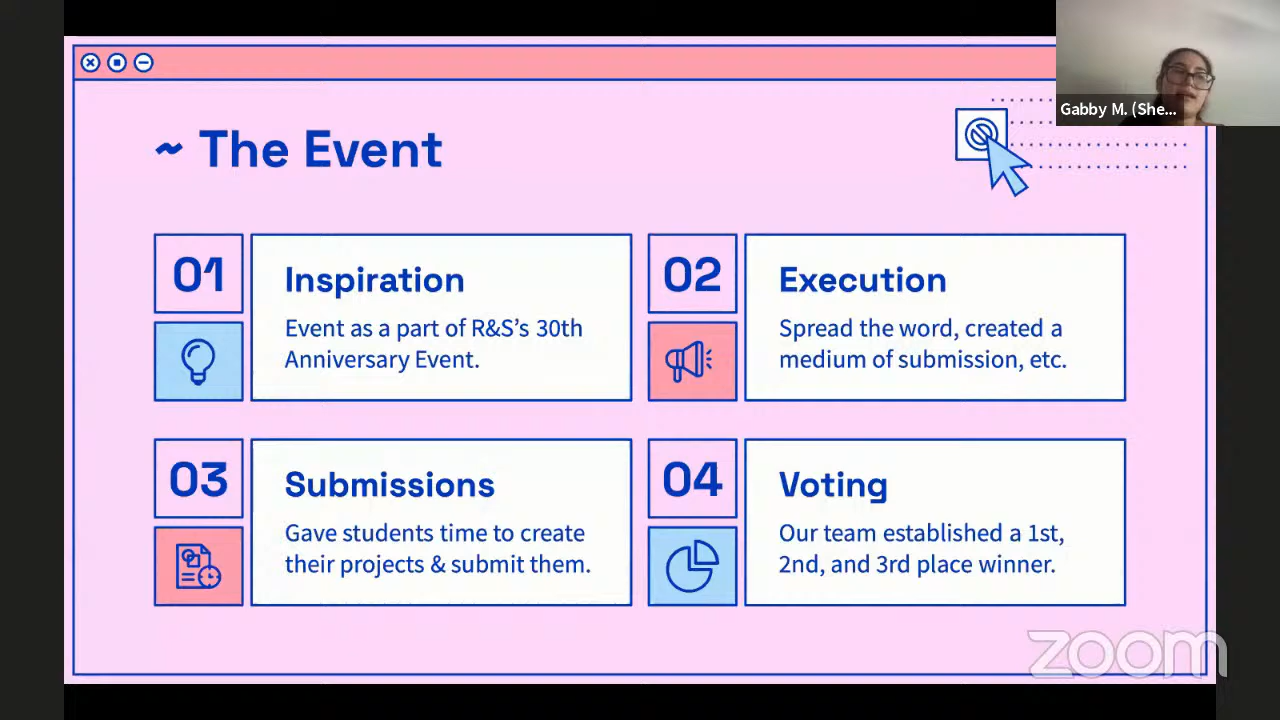 Gabby M. (She...
~ The Event
01
Inspiration
Event as a part of R&S's 30th
Anniversary Event.
02
Execution
Spread the word, created a
medium of submission, etc.
03
Submissions
Gave students time to create
their projects & submit them.
04
Voting
Our team established a 1st,
2nd, and 3rd place winner.
zoom